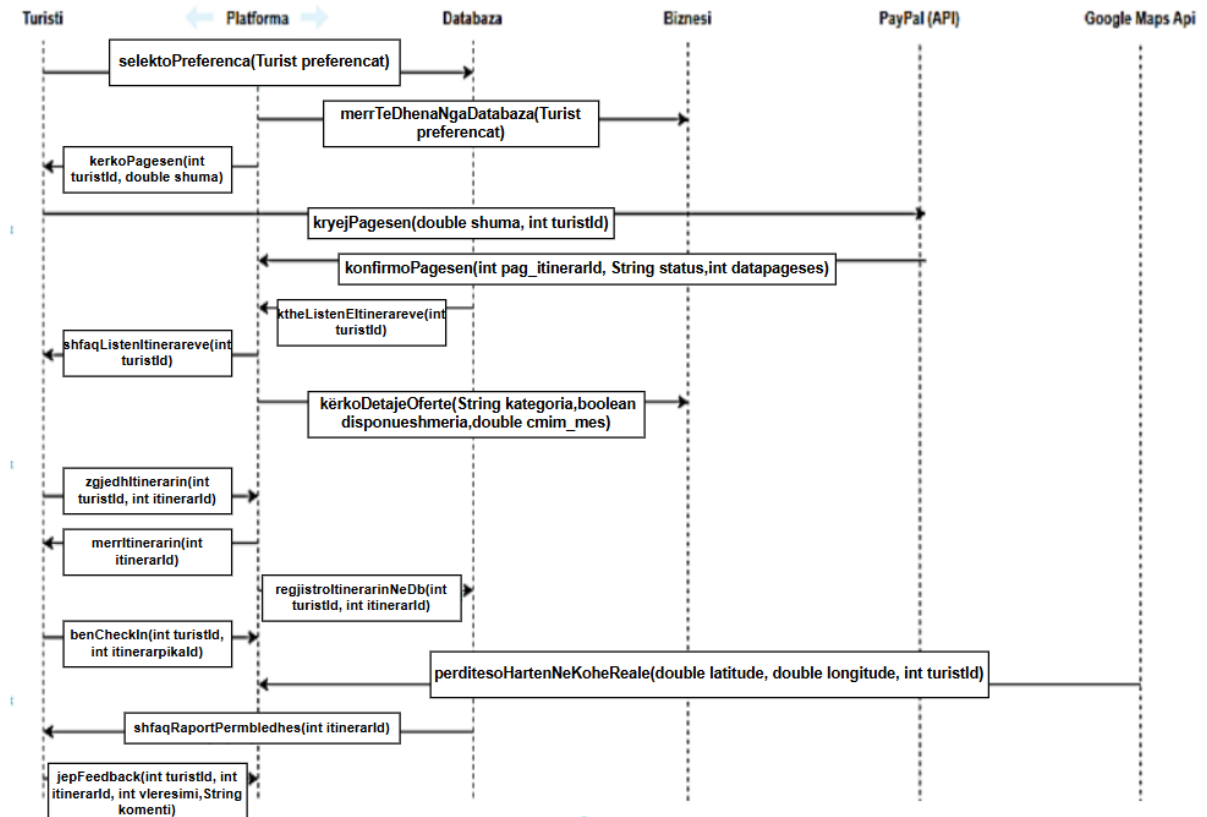 Turisti
Platforma
Databaza
Biznesi
PayPal (API)
Google Maps Api
selektoPreferenca(Turist preferencat)
merrTeDhenaNgaDatabaza(Turist
preferencat)
kerkoPagesen(int
turistId, double shuma)
kryejPagesen(double shuma, int turistId)
konfirmoPagesen(int pag_itinerarId, String status,int datapageses)
ktheListenEItinerareve(int
turistId)
shfaqListenItinerareve(int
turistId)
kërkoDetajeOferte(String kategoria,boolean
disponueshmeria,double cmim_mes)
zgjedhItinerarin(int
turistId, int itinerarId)
merrItinerarin(int
itinerarId)
regjistroItinerarinNeDb(int
turistId, int itinerarId)
benCheckIn(int turistId,
int itinerarpikaId)
perditesoHartenNeKoheReale(double latitude, double longitude, int turistId)
shfaqRaportPermbledhes(int itinerarId)
jepFeedback(int turistId, int
itinerarId, int vleresimi,String
komenti)